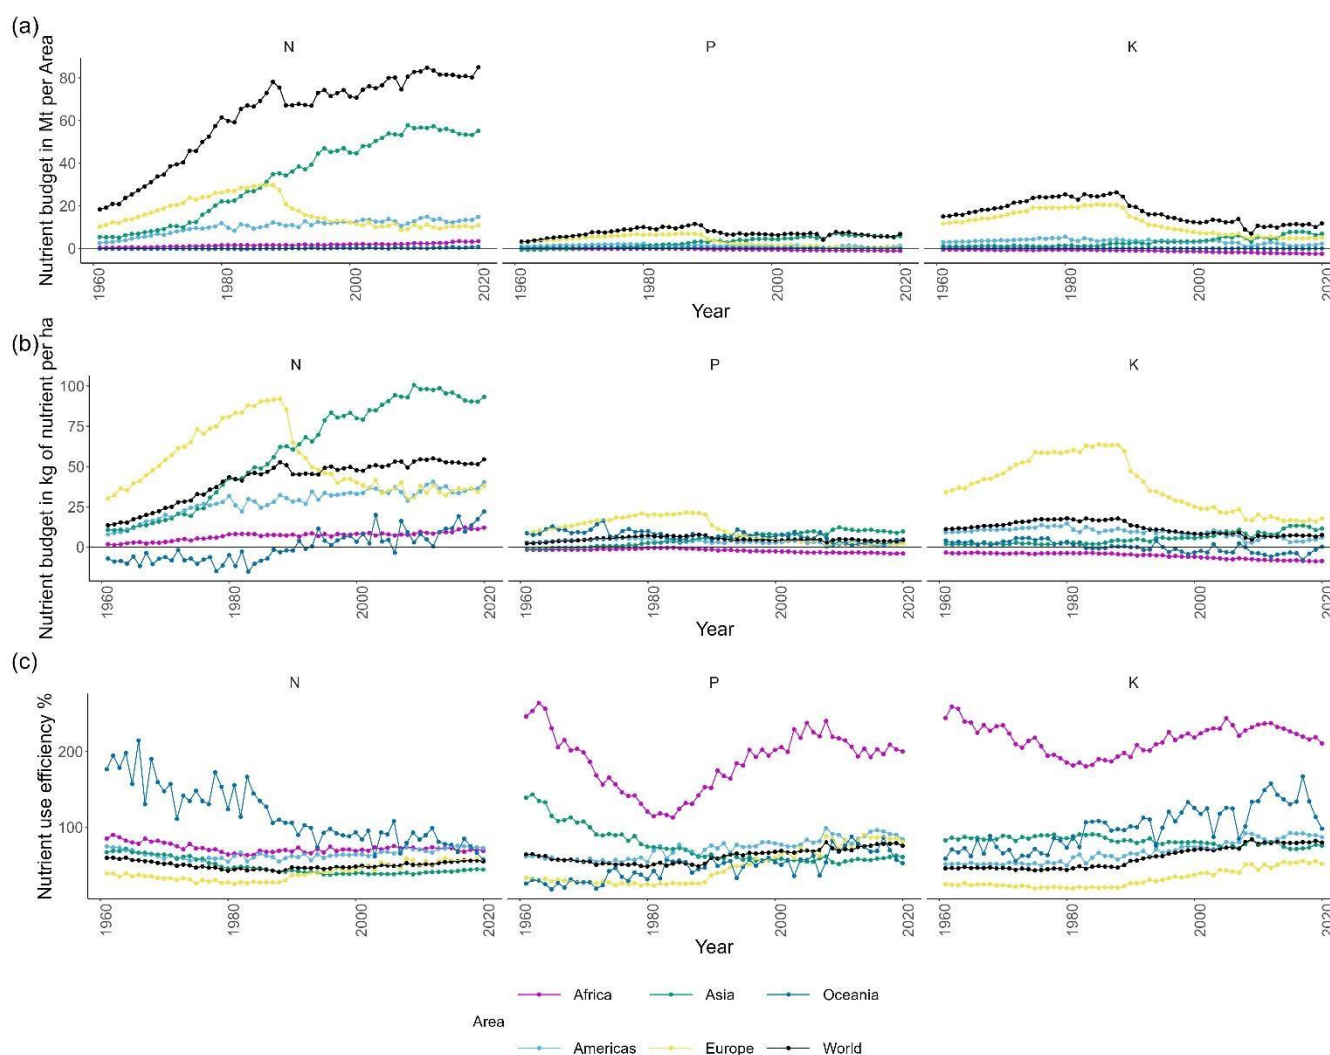 (a)
N
P
K
Nutrient budget in Mt per Area
80
60
40
20
0
1960
1980
2000
2020
1960
1980
2000
2020
1960
1980
2000
2020
Year
(b)
N
P
K
Nutrient budget in kg of nutrient per ha
100
75
50
25
0
1960
1980
2000
2020
1960
1980
2000
2020
1960
1980
2000
2020
Year
(c)
N
P
K
Nutrient use efficiency %
200
100
1960
1980
2000
2020
1960
1980
2000
2020
1960
1980
2000
2020
Year
Area
Africa
Asia
Oceania
Americas
Europe
World